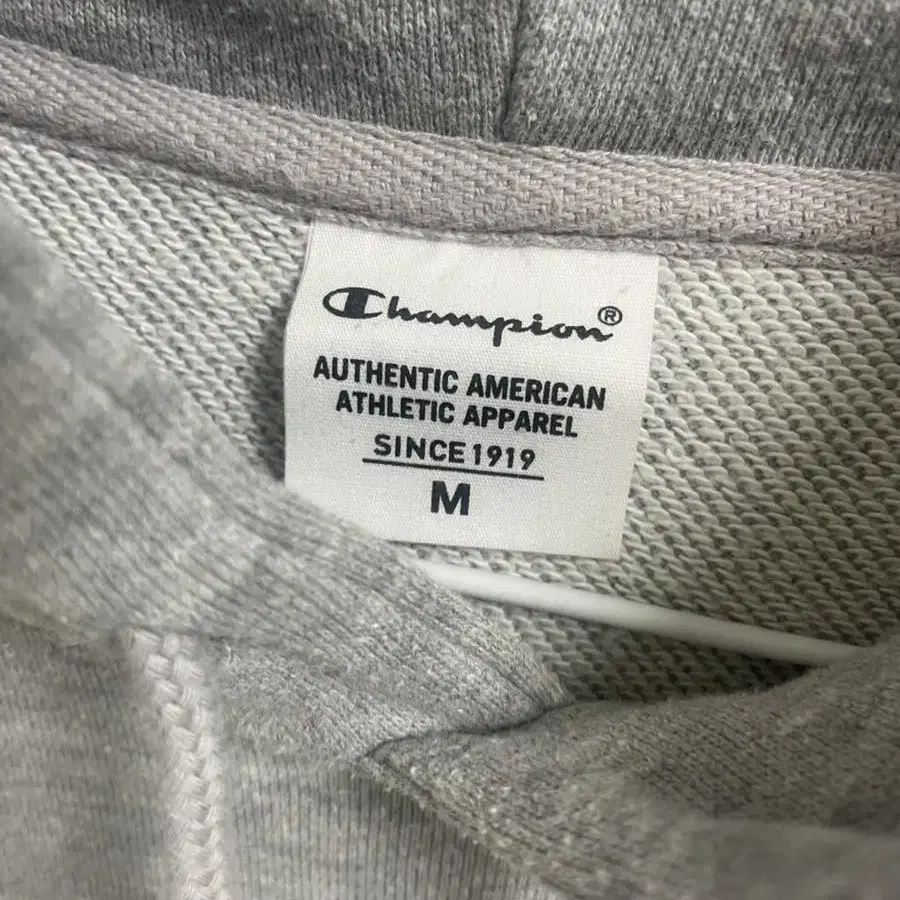 Champion®
AUTHENTIC AMERICAN
ATHLETIC APPAREL
SINCE 1919
M